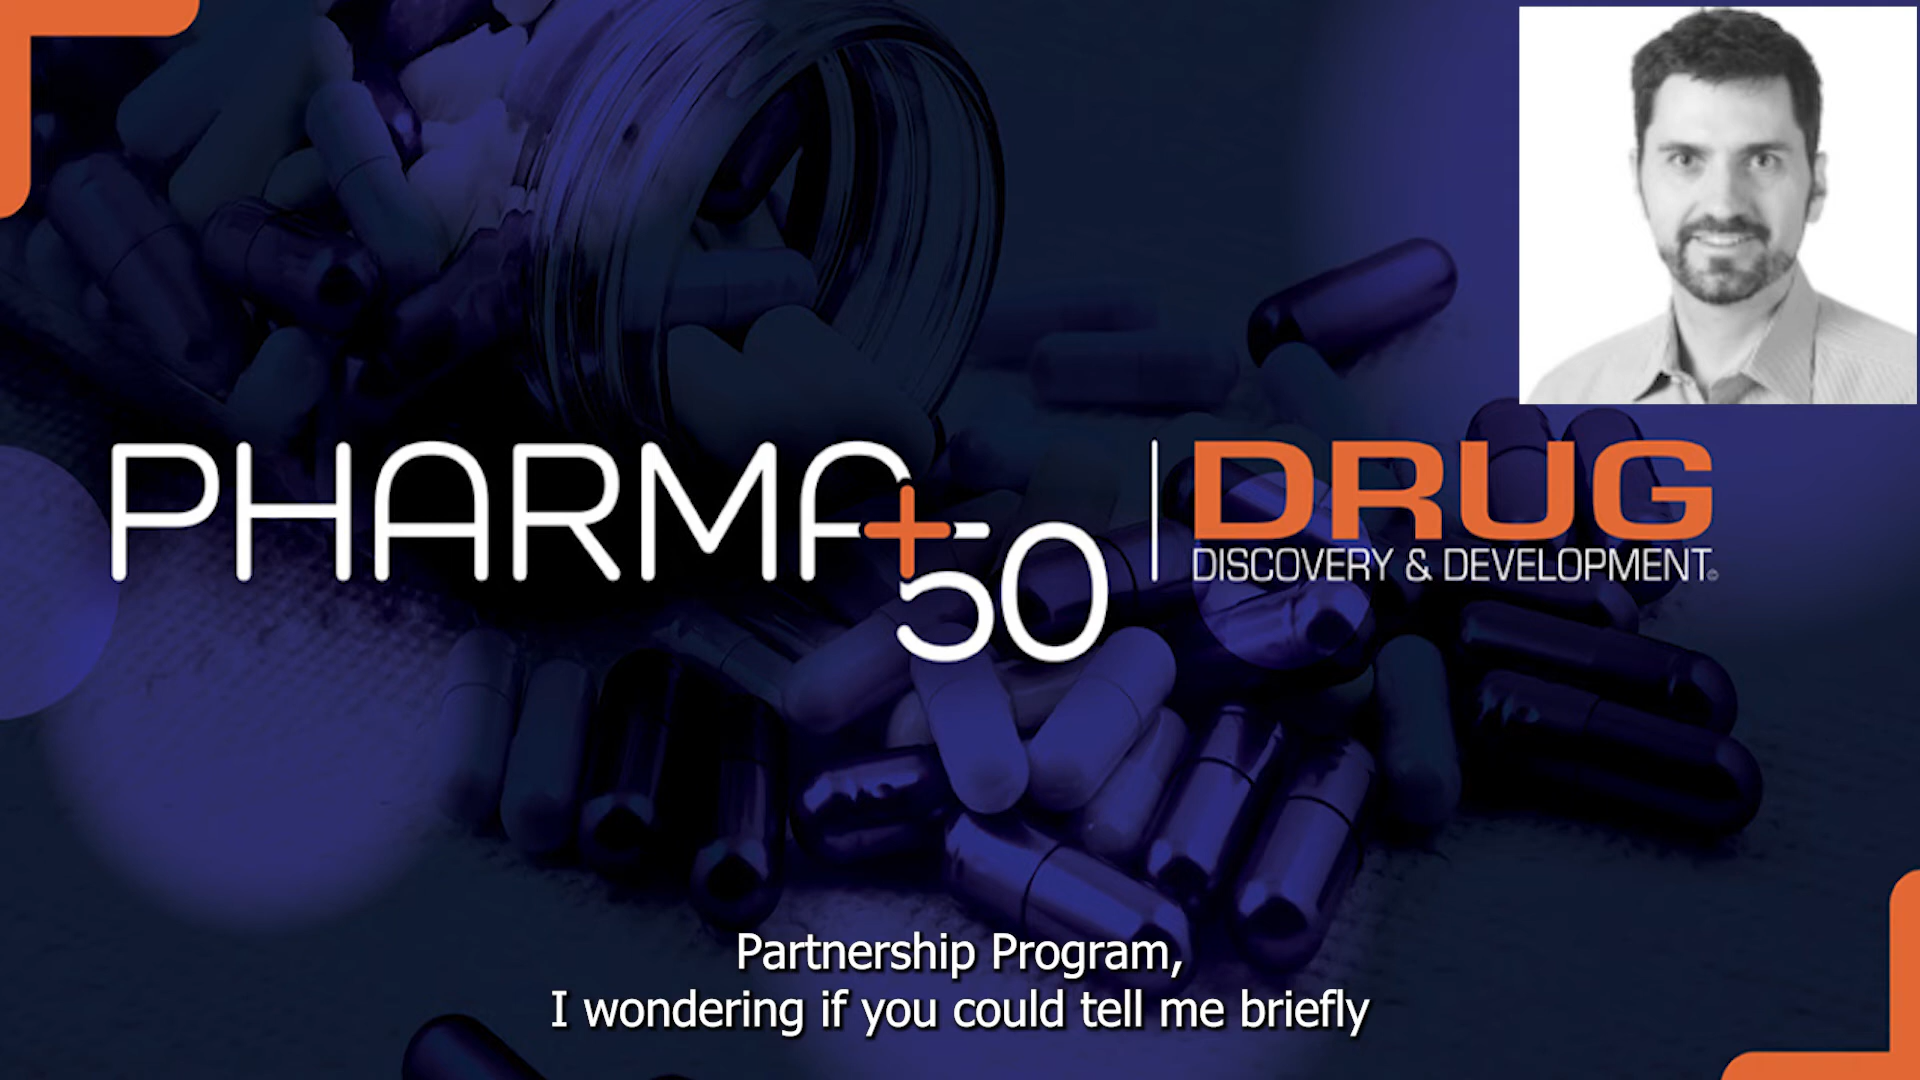 PHARMA
50
DRUG
DISCOVERY & DEVELOPMENT
Partnership Program,
I wondering if you could tell me briefly